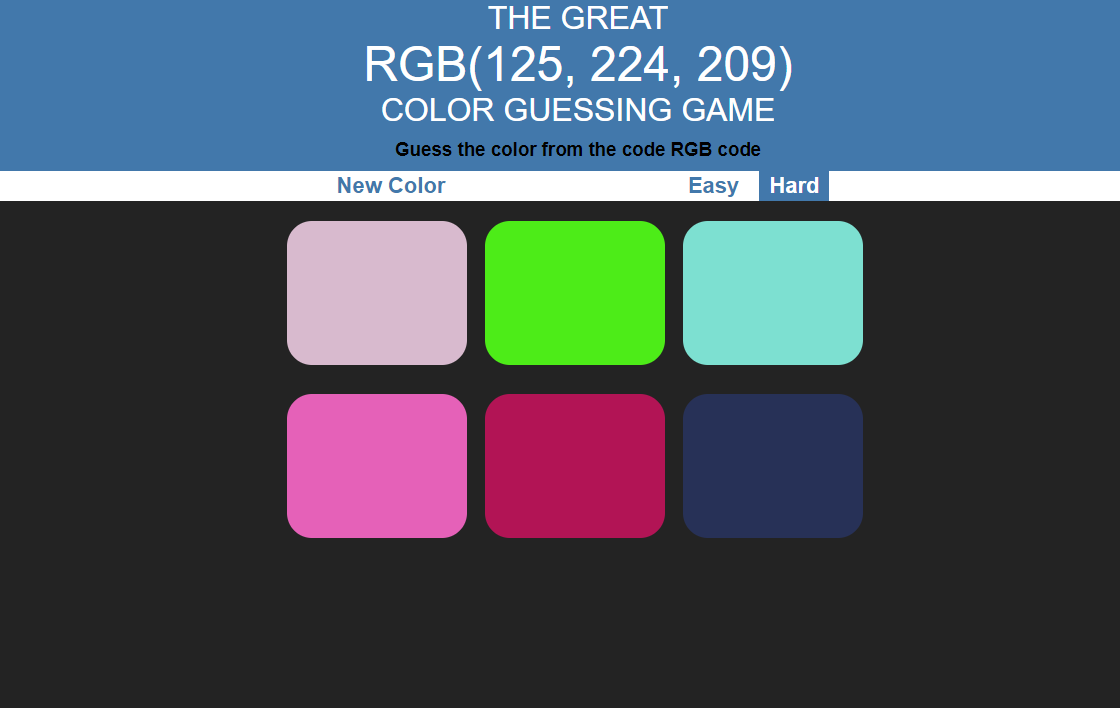 THE GREAT
RGB(125, 224, 209)
COLOR GUESSING GAME
Guess the color from the code RGB code
New Color Easy Hard